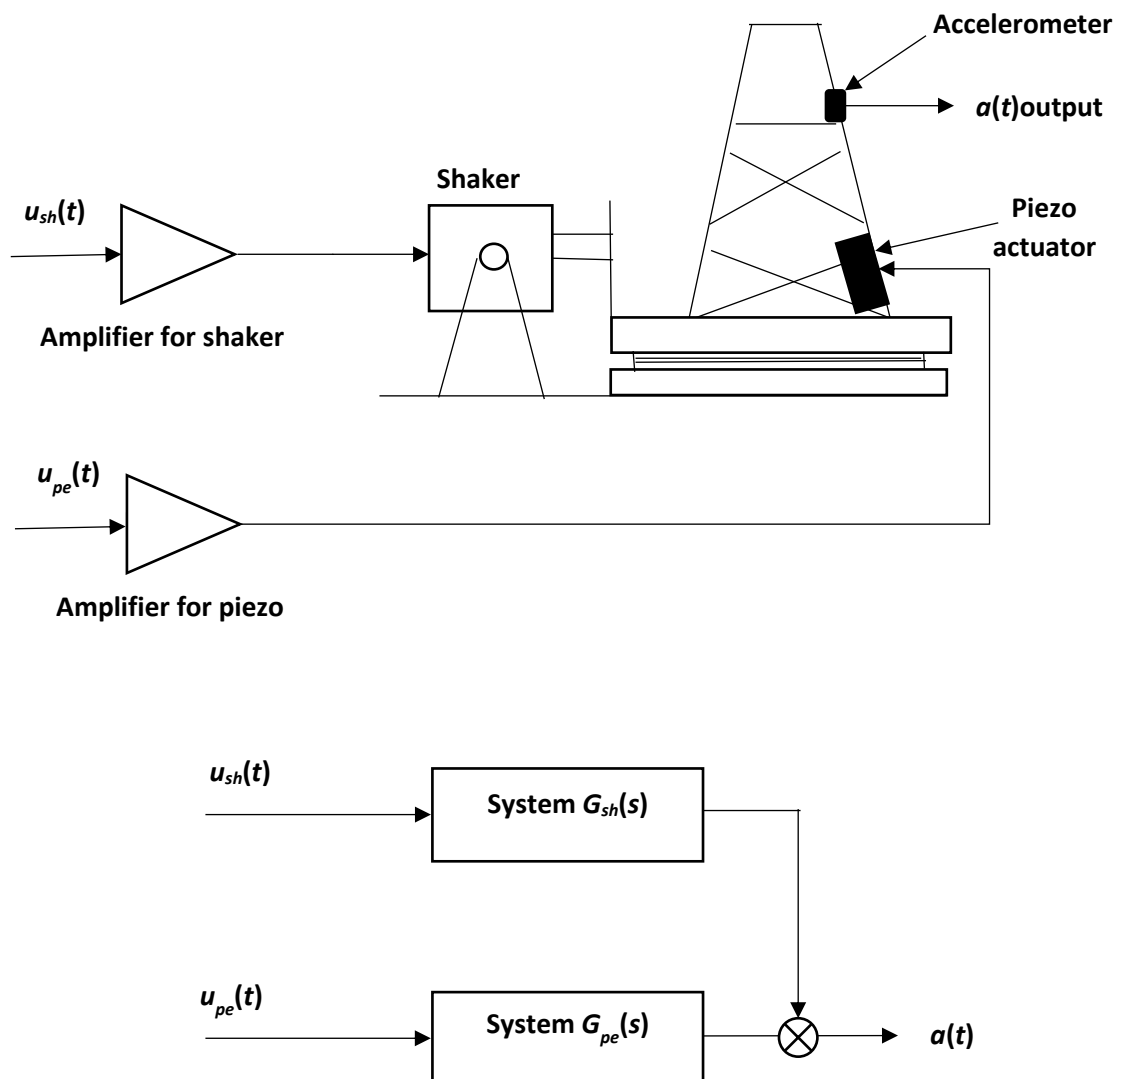 Accelerometer
a(t)output
Shaker
u_sh(t)
Piezo
actuator
Amplifier for shaker
u_pe(t)
Amplifier for piezo
u_sh(t)
System G_sh(s)
u_pe(t)
System G_pe(s)
a(t)